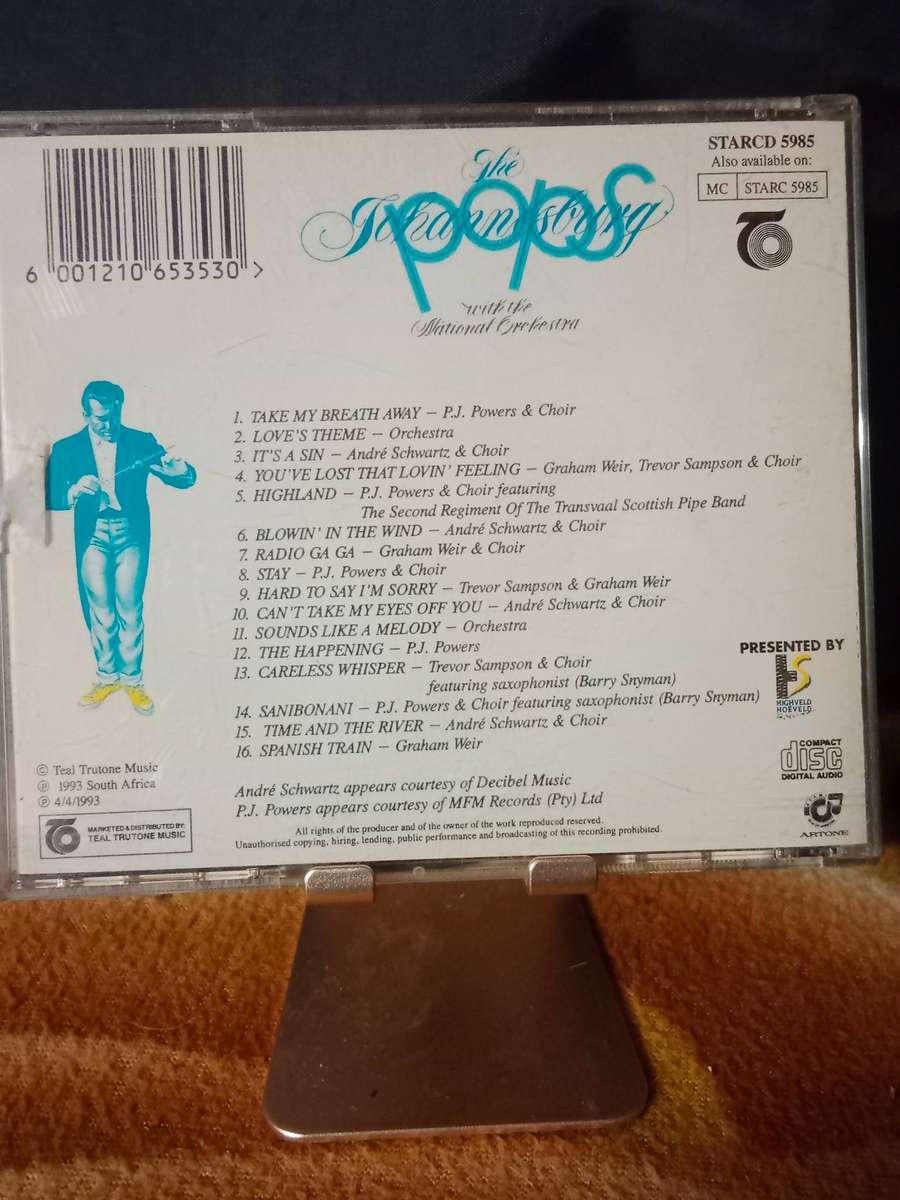 6 001210 653530 >
The
Johannesburg
pops
with the
National Orkestra
STARCD 5985
Also available on:
MC STARC 5985
1. TAKE MY BREATH AWAY – P.J. Powers & Choir
2. LOVE'S THEME – Orchestra
3. IT'S A SIN – André Schwartz & Choir
4. YOU'VE LOST THAT LOVIN' FEELING – Graham Weir, Trevor Sampson & Choir
5. HIGHLAND – P.J. Powers & Choir featuring
The Second Regiment Of The Transvaal Scottish Pipe Band
6. BLOWIN' IN THE WIND – André Schwartz & Choir
7. RADIO GA GA – Graham Weir & Choir
8. STAY – P.J. Powers & Choir
9. HARD TO SAY I'M SORRY – Trevor Sampson & Graham Weir
10. CAN'T TAKE MY EYES OFF YOU – André Schwartz & Choir
11. SOUNDS LIKE A MELODY – Orchestra
12. THE HAPPENING – P.J. Powers
13. CARELESS WHISPER – Trevor Sampson & Choir
featuring saxophonist (Barry Snyman)
14. SANIBONANI – P.J. Powers & Choir featuring saxophonist (Barry Snyman)
15. TIME AND THE RIVER – André Schwartz & Choir
16. SPANISH TRAIN – Graham Weir
PRESENTED BY
HIGHVELD
HOËVELD
COMPACT
disc
DIGITAL AUDIO
ARTONE
© Teal Trutone Music
℗ 1993 South Africa
℗ 4/4/1993
MARKETED & DISTRIBUTED BY:
TEAL TRUTONE MUSIC
André Schwartz appears courtesy of Decibel Music
P.J. Powers appears courtesy of MFM Records (Pty) Ltd
All rights of the producer and of the owner of the work reproduced reserved.
Unauthorised copying, hiring, lending, public performance and broadcasting of this recording prohibited.